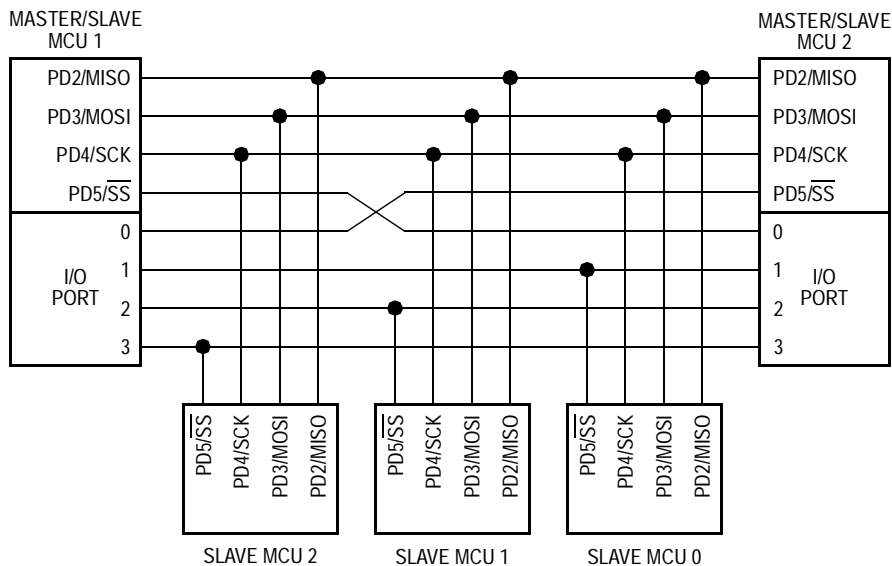 MASTER/SLAVE
MCU 1
MASTER/SLAVE
MCU 2
PD2/MISO
PD2/MISO
PD3/MOSI
PD3/MOSI
PD4/SCK
PD4/SCK
PD5/SS
PD5/SS
0
0
1
1
I/O
PORT
I/O
PORT
2
2
3
3
PD5/SS
PD4/SCK
PD3/MOSI
PD2/MISO
PD5/SS
PD4/SCK
PD3/MOSI
PD2/MISO
PD5/SS
PD4/SCK
PD3/MOSI
PD2/MISO
SLAVE MCU 2
SLAVE MCU 1
SLAVE MCU 0